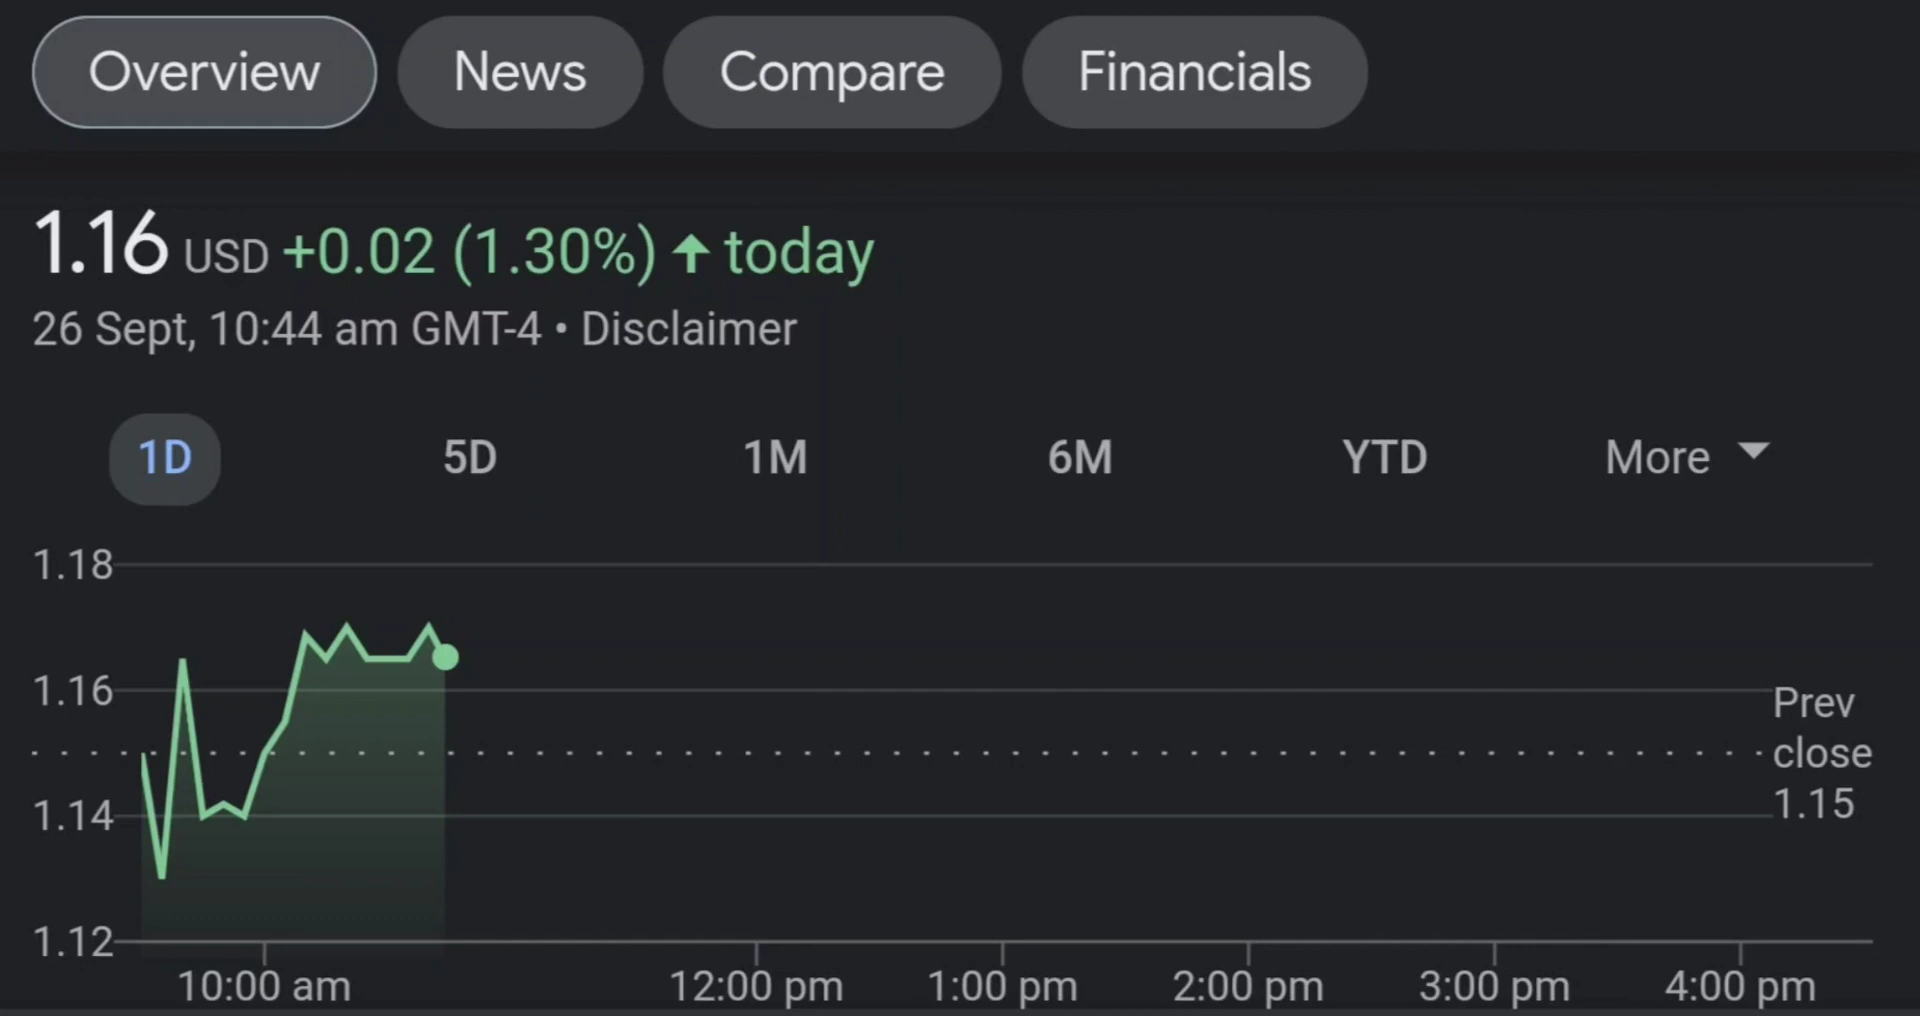 Overview News Compare Financials
1.16 USD +0.02 (1.30%) ↑ today
26 Sept, 10:44 am GMT-4 • Disclaimer
1D 5D 1M 6M YTD More
1.18
1.16
1.14
1.12
Prev
close
1.15
10:00 am 12:00 pm 1:00 pm 2:00 pm 3:00 pm 4:00 pm